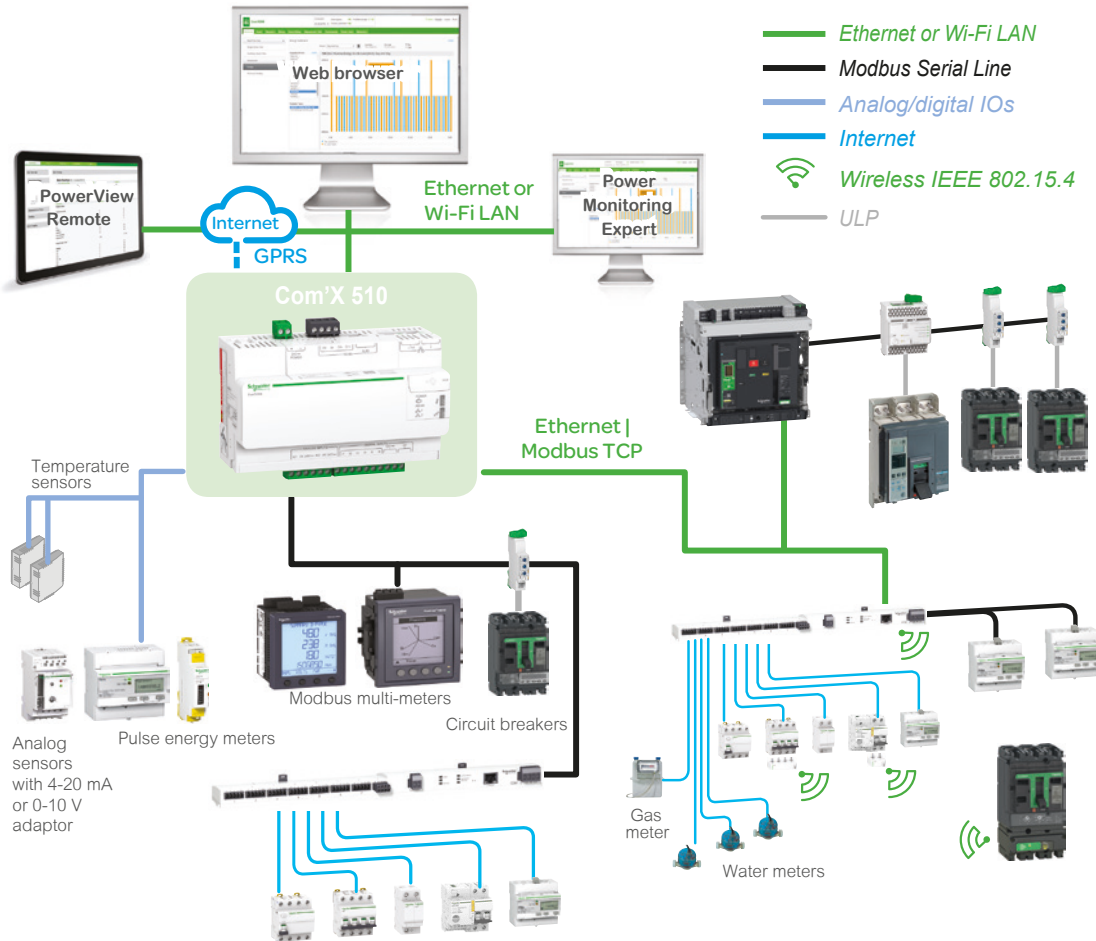 Web browser
PowerView
Remote
Internet
GPRS
Ethernet or
Wi-Fi LAN
Power
Monitoring
Expert
Ethernet or Wi-Fi LAN
Modbus Serial Line
Analog/digital IOs
Internet
Wireless IEEE 802.15.4
ULP
Com'X 510
Schneider
Ethernet |
Modbus TCP
Temperature
sensors
Analog
sensors
with 4-20 mA
or 0-10 V
adaptor
Pulse energy meters
Modbus multi-meters
Circuit breakers
Gas
meter
Water meters